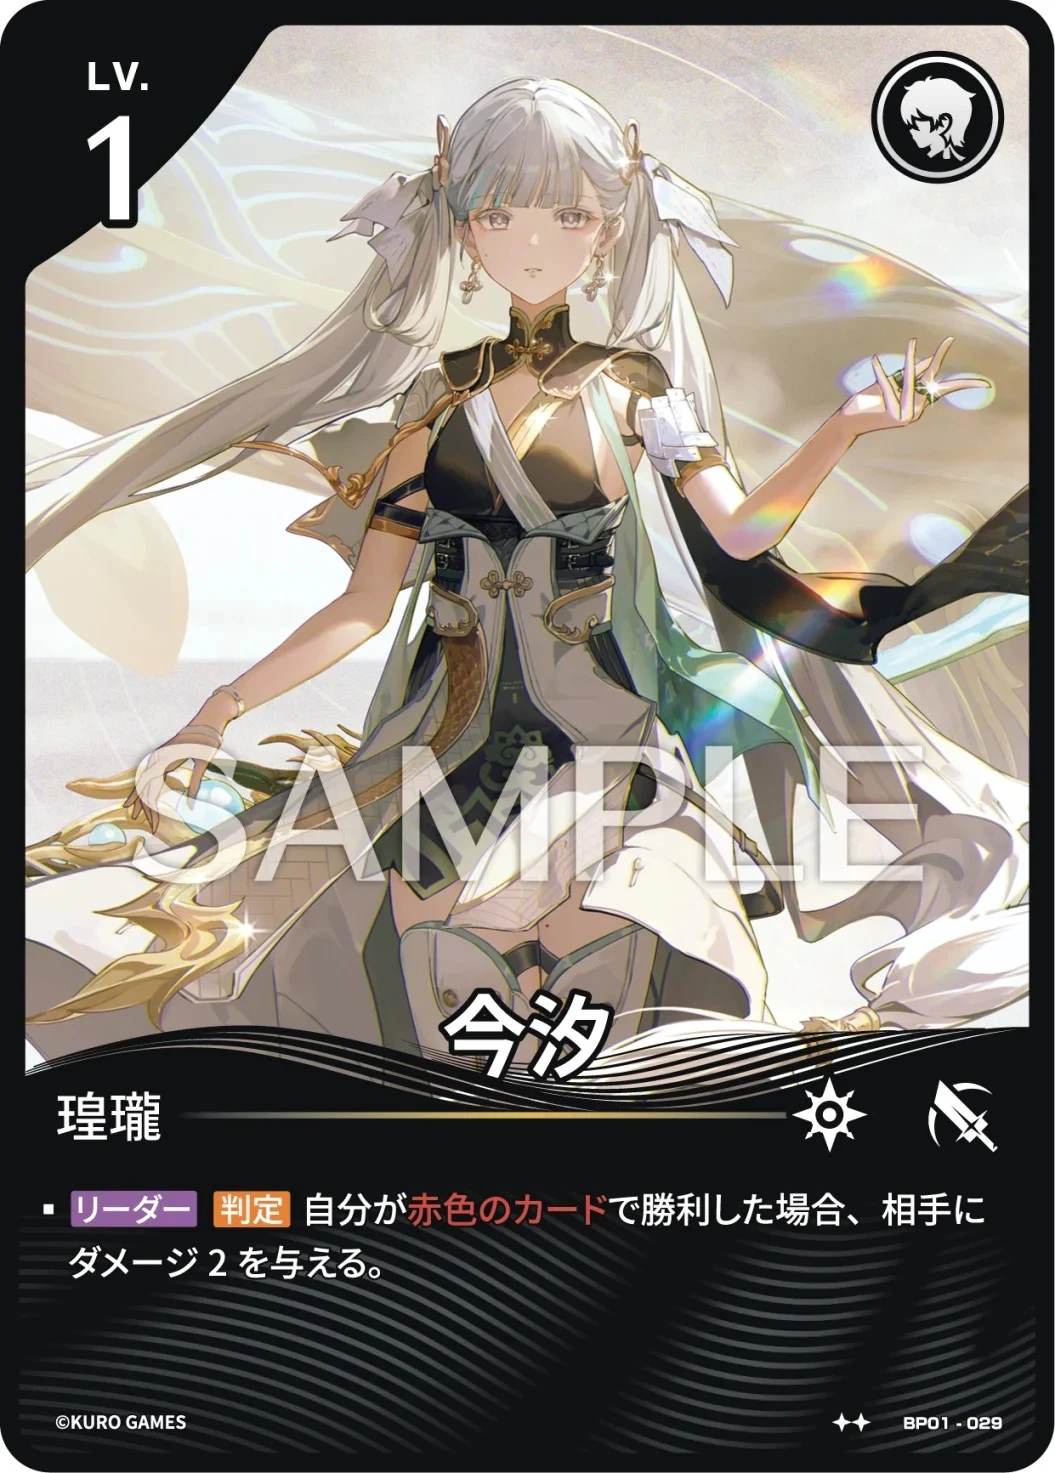 LV.
1
SAMPLE
今汐
瑝瓏
▪ リーダー 判定 自分が赤色のカードで勝利した場合、相手に
ダメージ 2 を与える。
©KURO GAMES
BP01 - 029